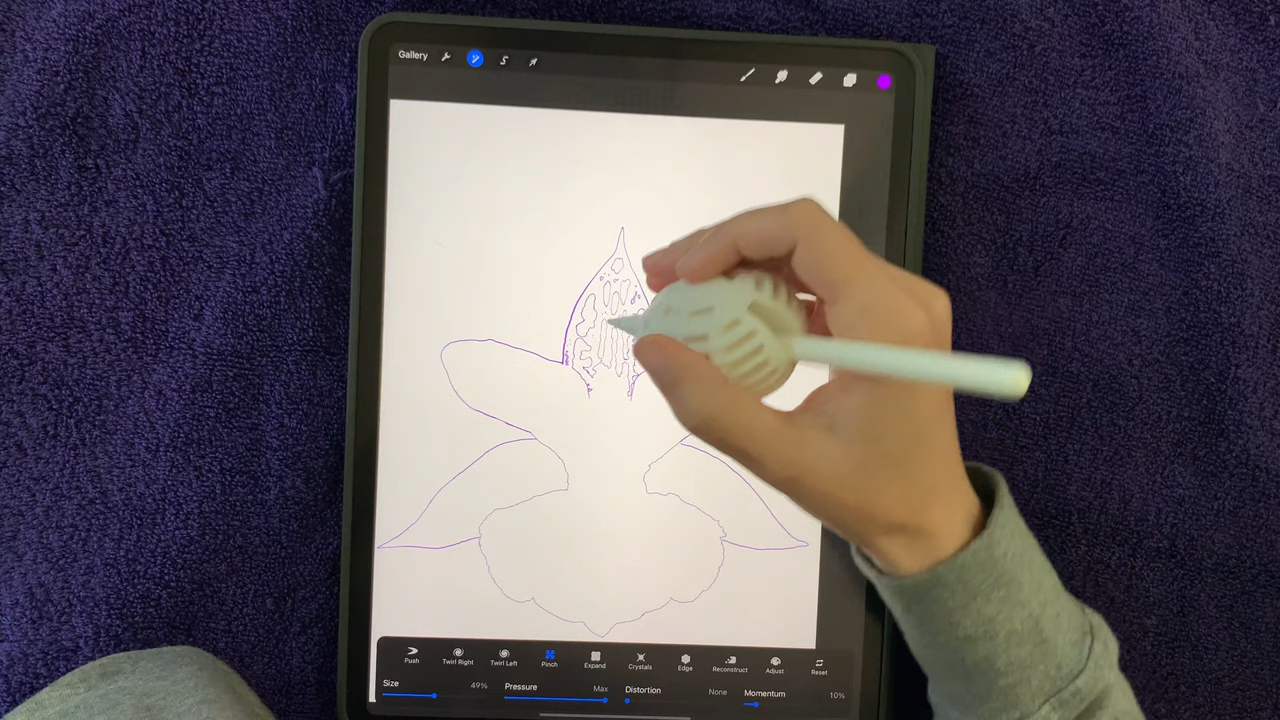 Gallery
Push Twirl Right Twirl Left Pinch Expand Crystals Edge Reconstruct Adjust Reset
Size 49% Pressure Max Distortion None Momentum 10%